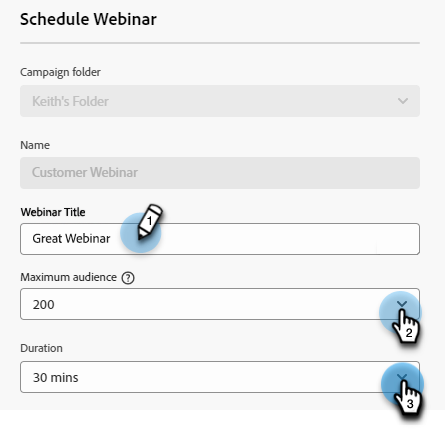 Schedule Webinar
Campaign folder
Keith's Folder
Name
Customer Webinar
Webinar Title
Great Webinar
1
Maximum audience ?
200
2
Duration
30 mins
3